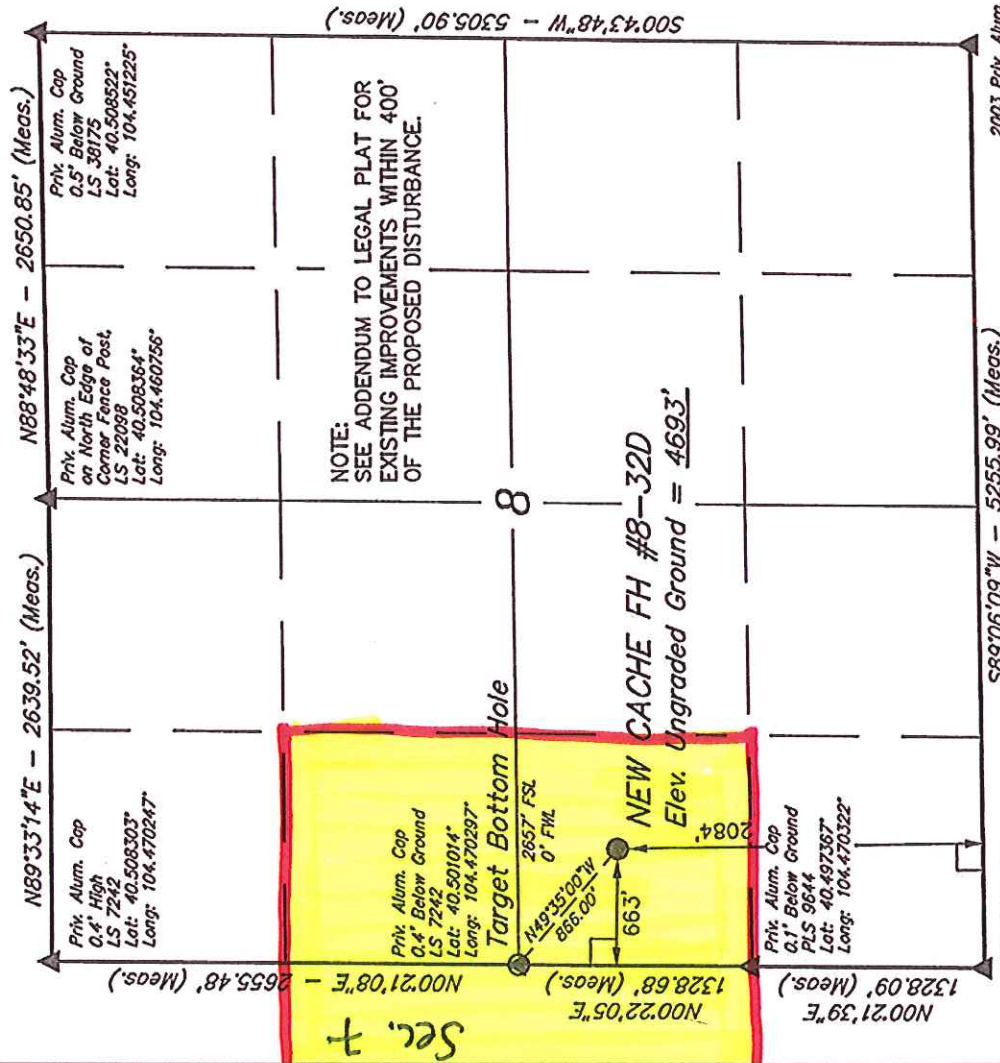 N89°33'14"E - 2639.52' (Meas.)
N88°48'33"E - 2650.85' (Meas.)
Priv. Alum. Cap
0.4' High
LS 7242
Lat: 40.508303°
Long: 104.470247°
Priv. Alum. Cap
on North Edge of
Corner Fence Post,
LS 22098
Lat: 40.508364°
Long: 104.460756°
Priv. Alum. Cap
0.5' Below Ground
LS 38175
Lat: 40.508522°
Long: 104.451225°
S00°43'48"W - 5305.90' (Meas.)
NOTE:
SEE ADDENDUM TO LEGAL PLAT FOR
EXISTING IMPROVEMENTS WITHIN 400'
OF THE PROPOSED DISTURBANCE.
N00°21'08"E - 2655.48' (Meas.)
Sec. 7
Priv. Alum. Cap
0.4' Below Ground
LS 7242
Lat: 40.501014°
Long: 104.470297°
Target Bottom Hole
2657' FSL
0' FWL
8
N49°35'00"W
866.00'
663'
NEW CACHE FH #8-32D
Elev. Ungraded Ground = 4693'
2084'
N00°22'05"E
1328.68' (Meas.)
Priv. Alum. Cap
0.1' Below Ground
PLS 9644
Lat: 40.497367°
Long: 104.470322°
N00°21'39"E
1328.09' (Meas.)
S89°06'09"W - 5255.99' (Meas.)
2003 Priv. Alum.